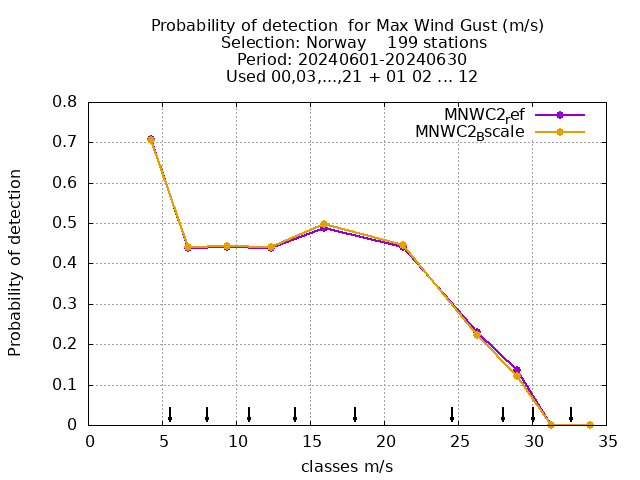 Probability of detection  for Max Wind Gust (m/s)
Selection: Norway    199 stations
Period: 20240601-20240630
Used 00,03,...,21 + 01 02 ... 12
MNWC2ref
MNWC2Bscale
0.8
0.7
0.6
0.5
0.4
0.3
0.2
0.1
0
Probability of detection
0 5 10 15 20 25 30 35
classes m/s